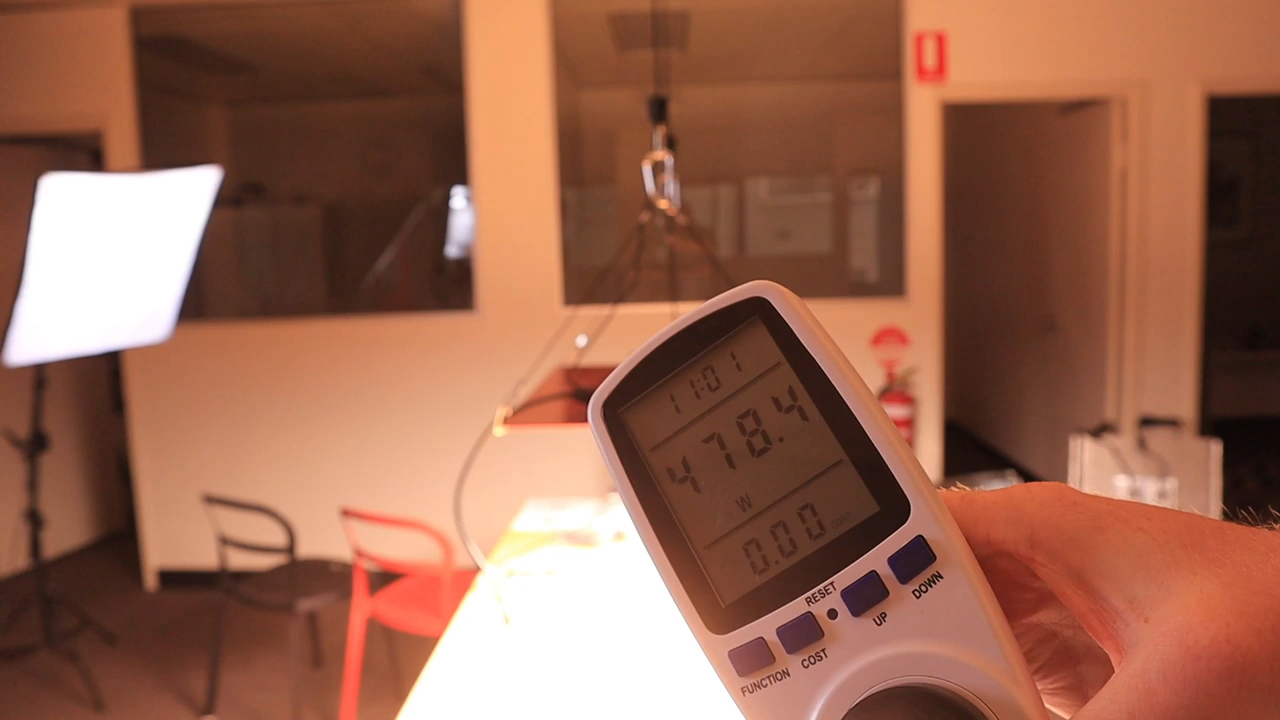 11:01
478.4
W
0.00 COST
RESET
FUNCTION COST UP DOWN